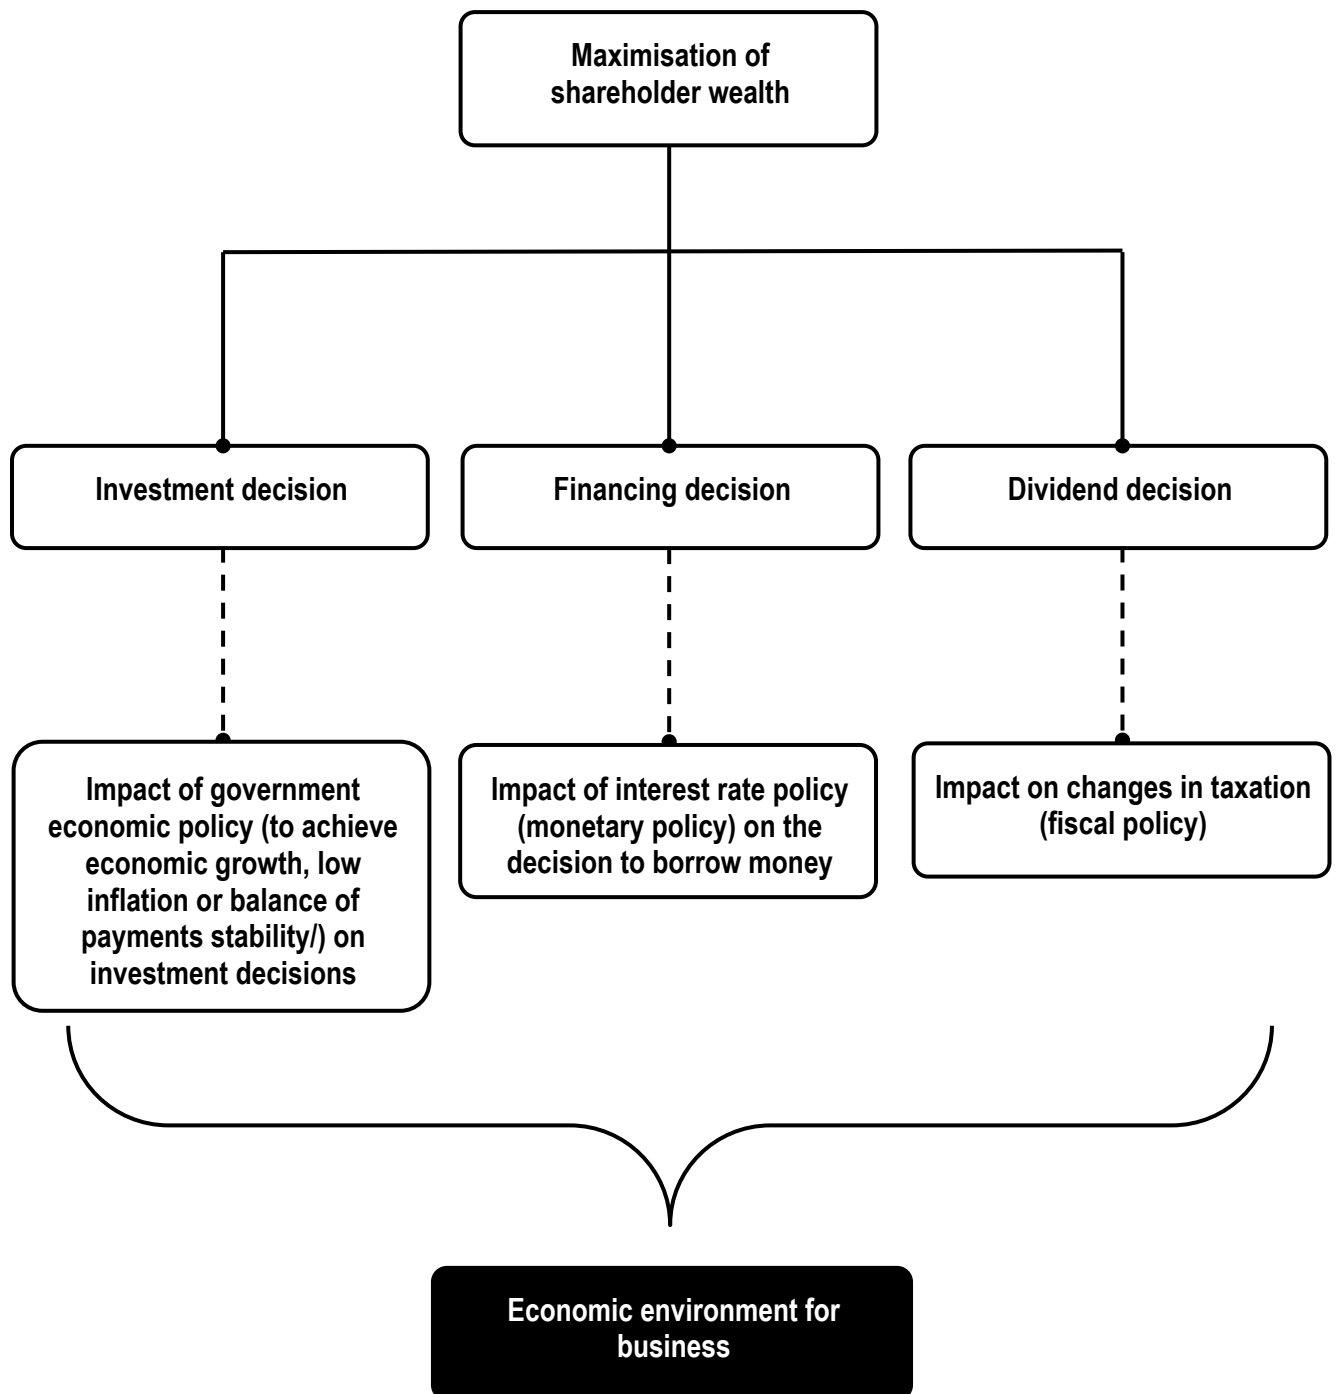 Maximisation of
shareholder wealth
Investment decision
Financing decision
Dividend decision
Impact of government
economic policy (to achieve
economic growth, low
inflation or balance of
payments stability/) on
investment decisions
Impact of interest rate policy
(monetary policy) on the
decision to borrow money
Impact on changes in taxation
(fiscal policy)
Economic environment for
business